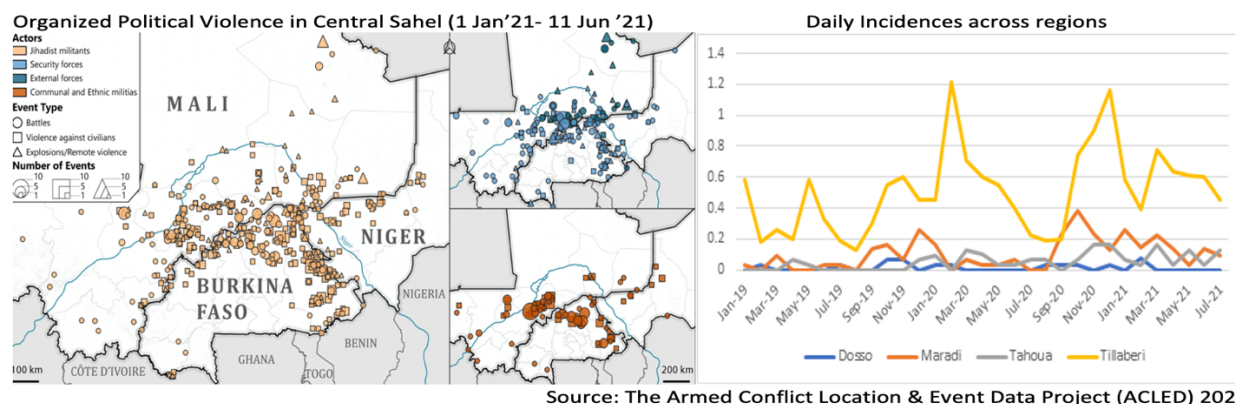 Organized Political Violence in Central Sahel (1 Jan'21- 11 Jun '21)
Actors
Jihadist militants
Security forces
External forces
Communal and Ethnic militias
Event Type
Battles
Violence against civilians
Explosions/Remote violence
Number of Events
10 10 10
5 5 5
1 1 1
MALI
NIGER
Niger
BURKINA
FASO
NIGERIA
BENIN
GHANA
TOGO
CÔTE D'IVOIRE
100 km
200 km
Daily Incidences across regions
1.4
1.2
1
0.8
0.6
0.4
0.2
0
Jan-19 Mar-19 May-19 Jul-19 Sep-19 Nov-19 Jan-20 Mar-20 May-20 Jul-20 Sep-20 Nov-20 Jan-21 Mar-21 May-21 Jul-21
Dosso Maradi Tahoua Tillaberi
Source: The Armed Conflict Location & Event Data Project (ACLED) 202